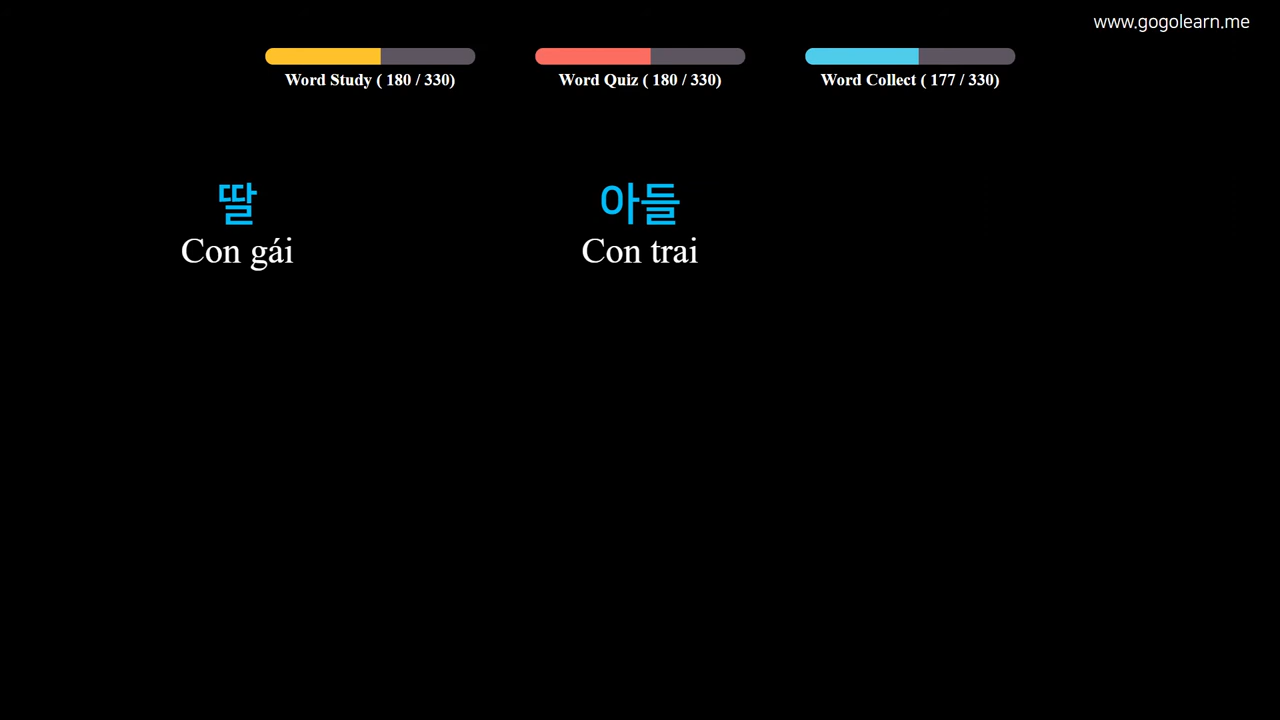 www.gogolearn.me
Word Study ( 180 / 330)
Word Quiz ( 180 / 330)
Word Collect ( 177 / 330)
딸
Con gái
아들
Con trai